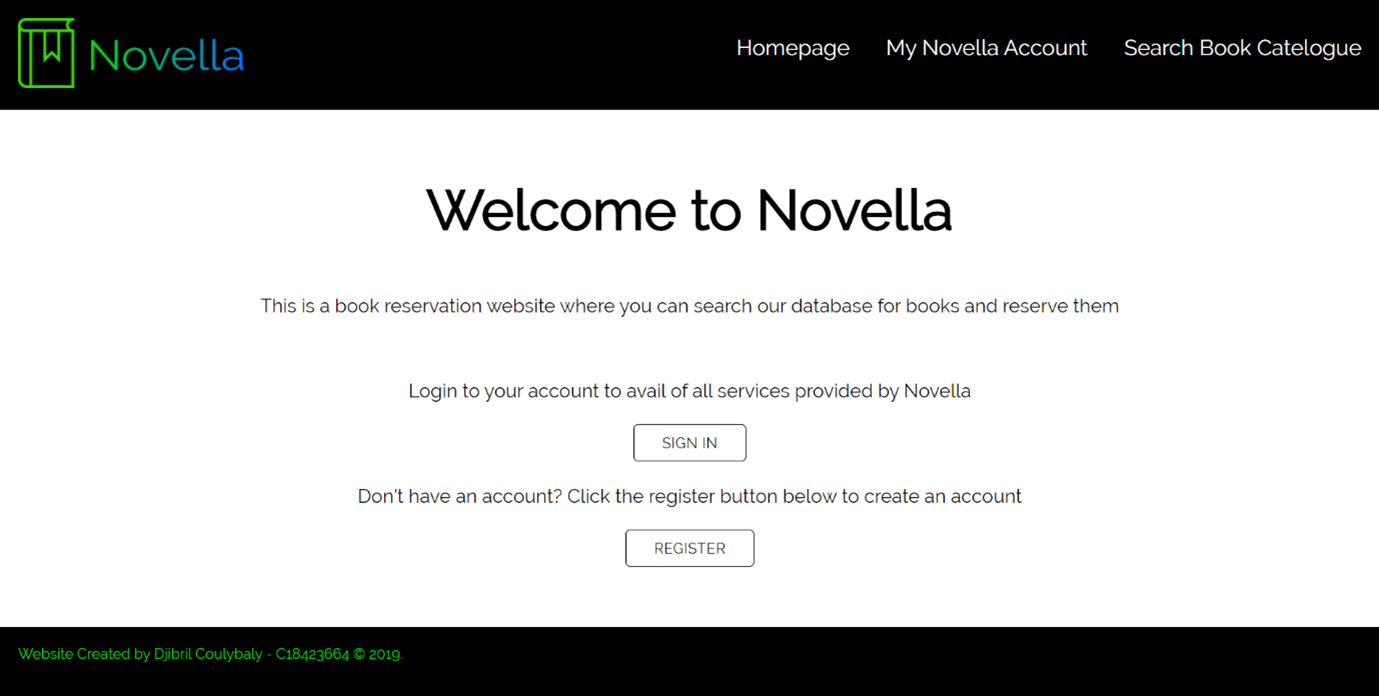 Novella
Homepage My Novella Account Search Book Catelogue
Welcome to Novella
This is a book reservation website where you can search our database for books and reserve them
Login to your account to avail of all services provided by Novella
SIGN IN
Don't have an account? Click the register button below to create an account
REGISTER
Website Created by Djibril Coulybaly - C18423664 © 2019.